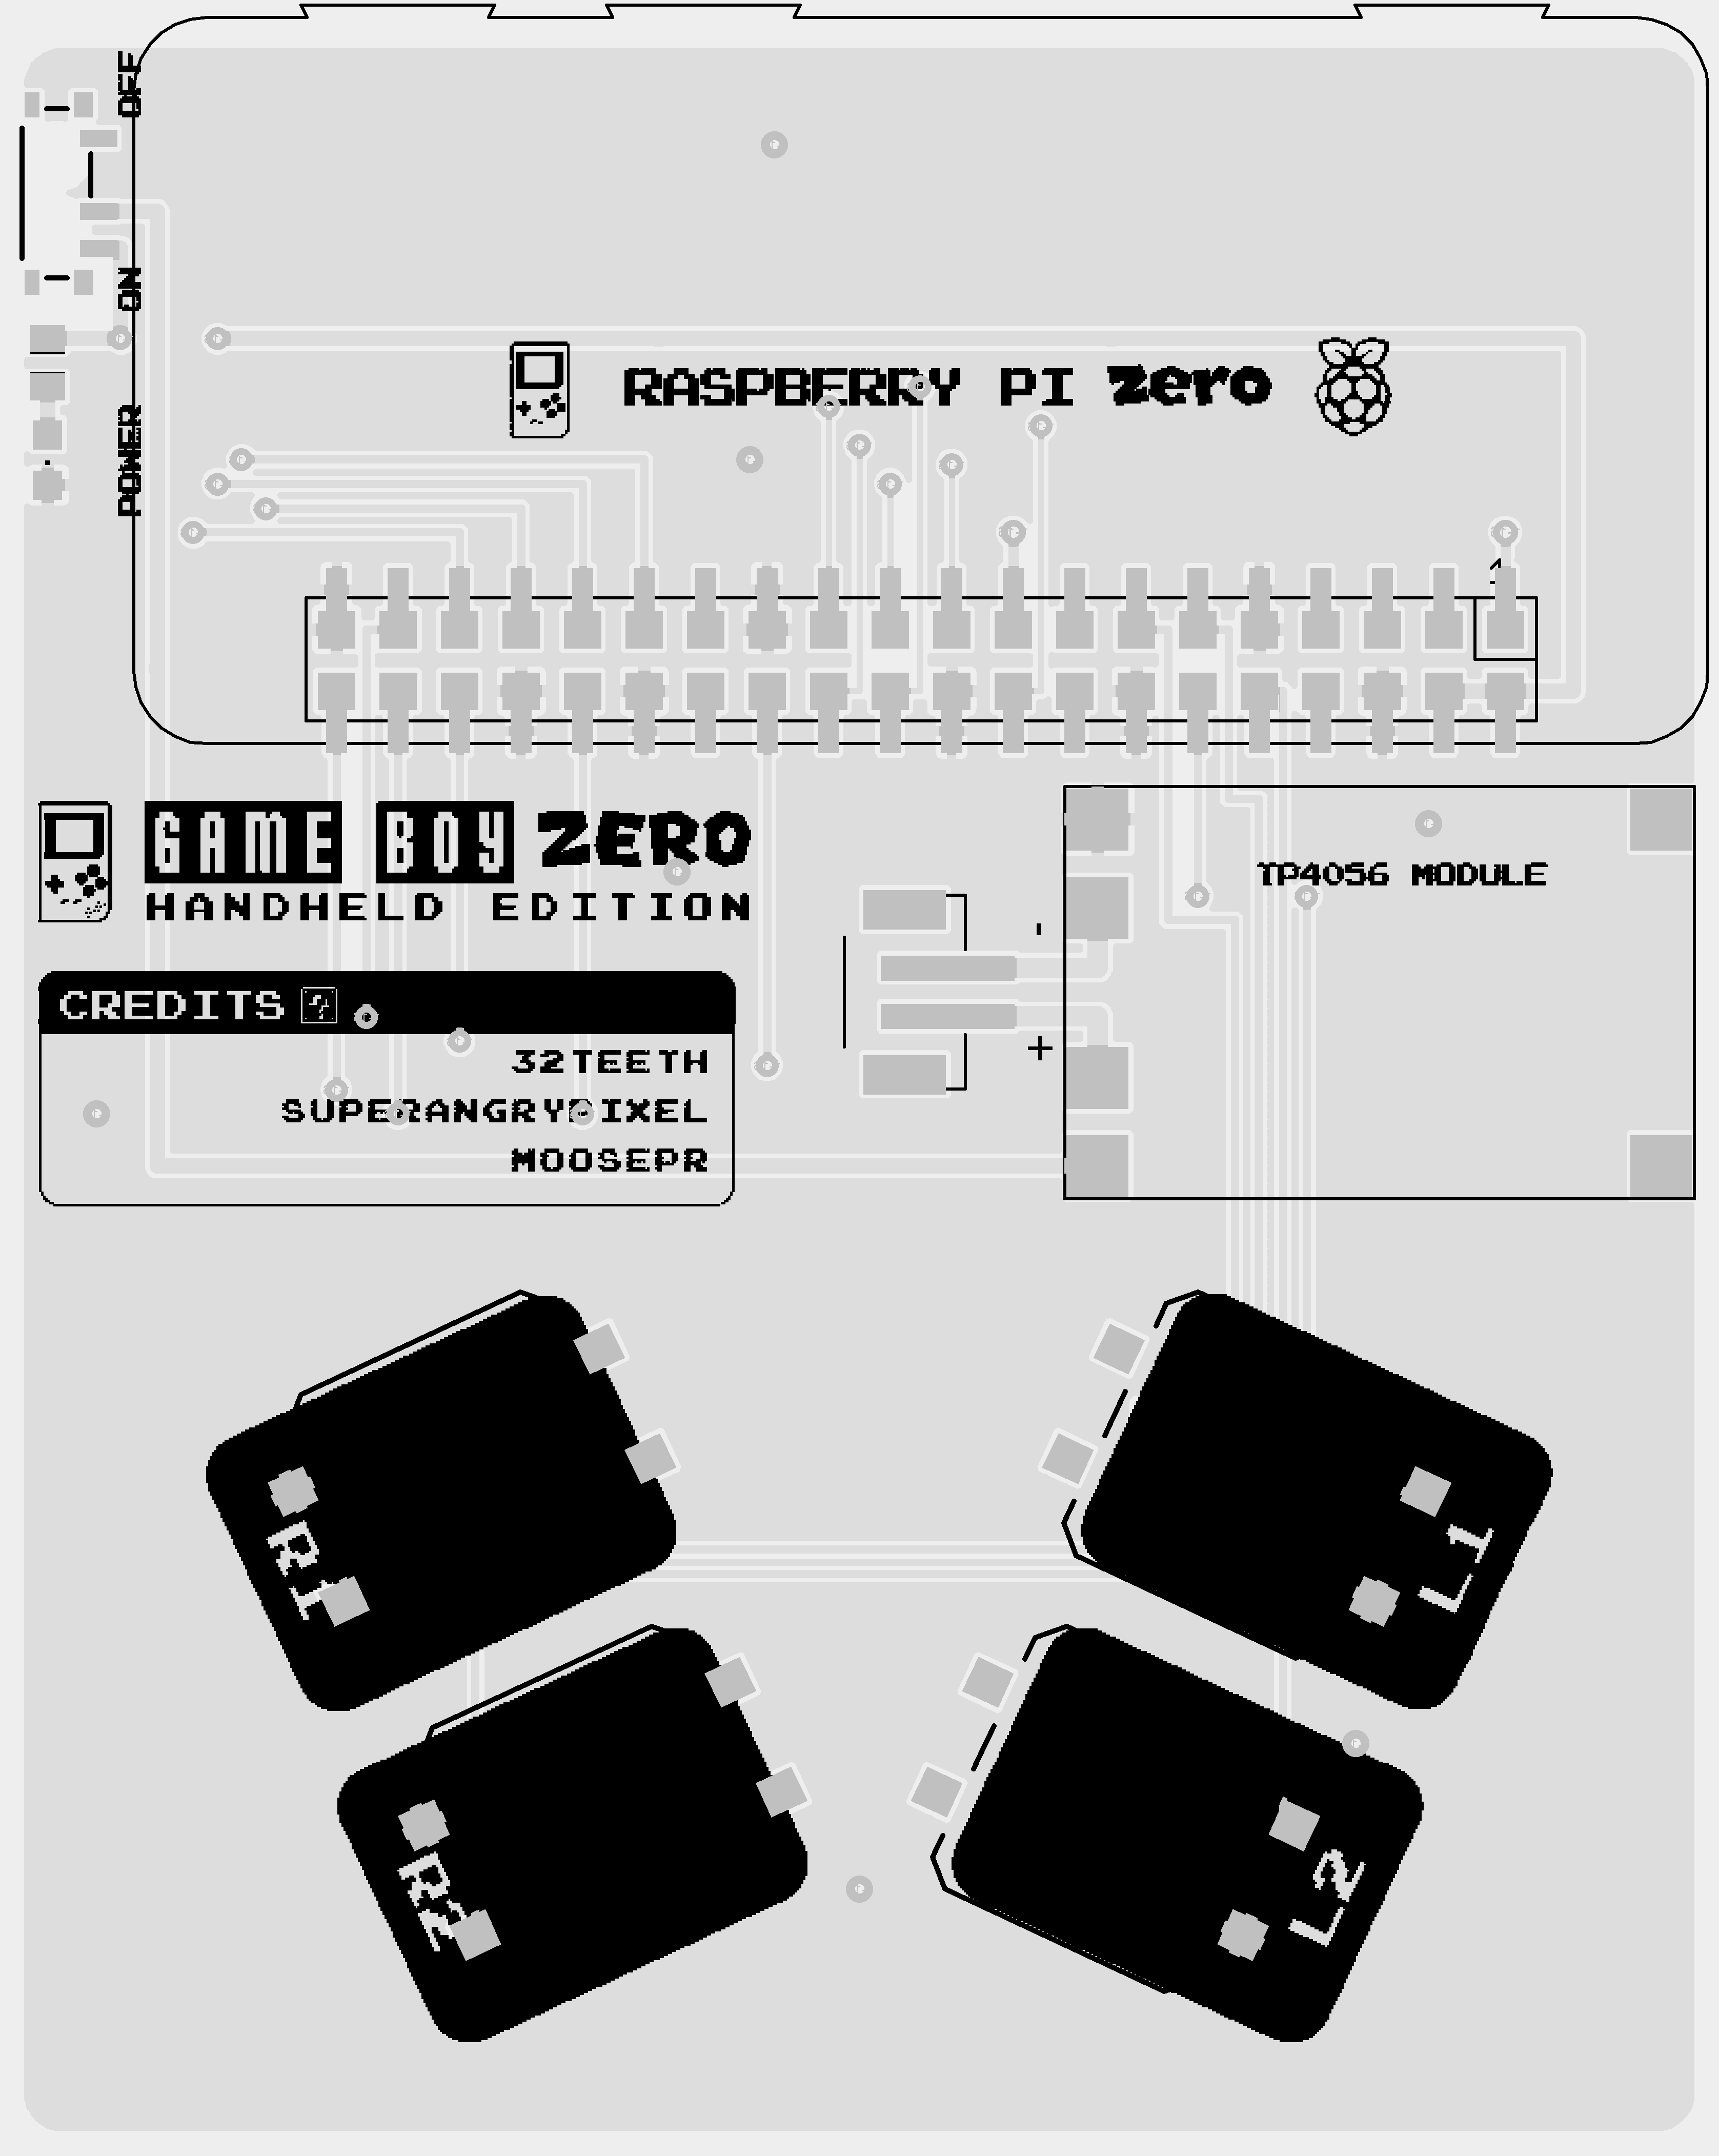 OFF
ON
POWER
RASPBERRY PI zero
1
GAME BOY ZERO
HANDHELD EDITION
TP4056 MODULE
-
+
CREDITS ?
32TEETH
SUPERANGRYPIXEL
MOOSEPR
R1
L1
R2
L2